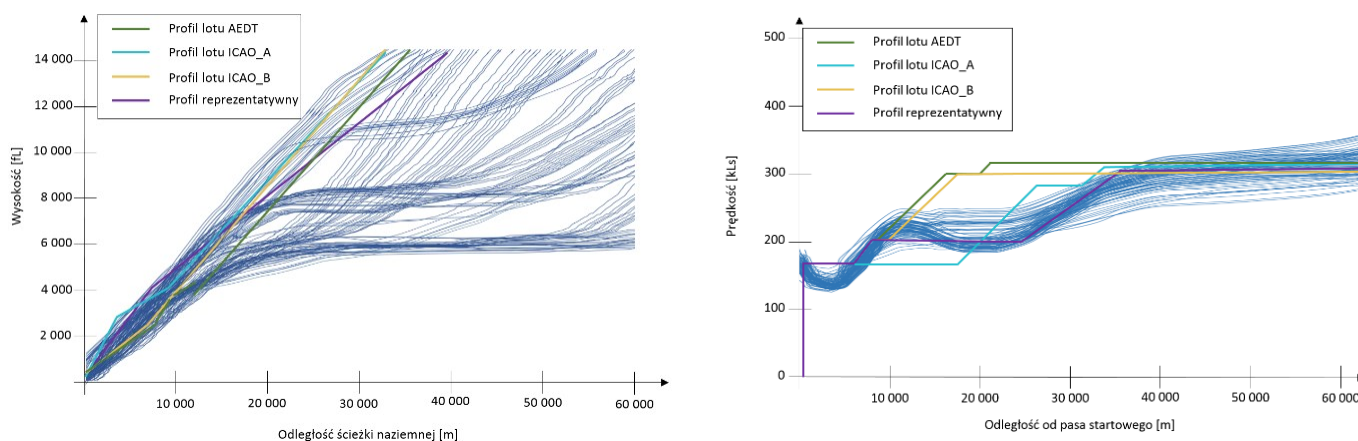 Profil lotu AEDT
Profil lotu ICAO_A
Profil lotu ICAO_B
Profil reprezentatywny
14 000
12 000
10 000
8 000
6 000
4 000
2 000
Wysokość [fL]
10 000
20 000
30 000
40 000
50 000
60 000
Odległość ścieżki naziemnej [m]
500
400
300
200
100
0
Prędkość [kLs]
Profil lotu AEDT
Profil lotu ICAO_A
Profil lotu ICAO_B
Profil reprezentatywny
10 000
20 000
30 000
40 000
50 000
60 000
Odległość od pasa startowego [m]